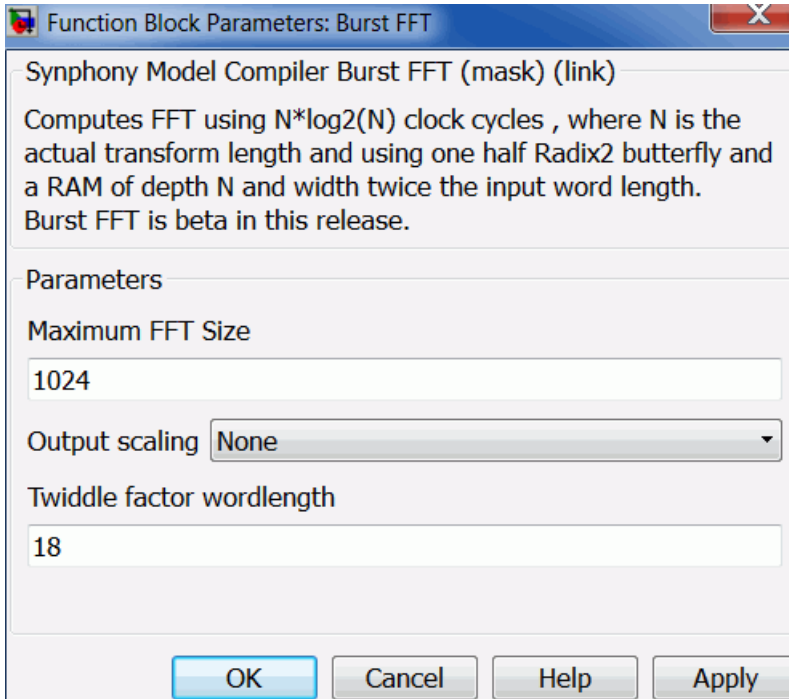 Function Block Parameters: Burst FFT
Synphony Model Compiler Burst FFT (mask) (link)
Computes FFT using N*log2(N) clock cycles , where N is the
actual transform length and using one half Radix2 butterfly and
a RAM of depth N and width twice the input word length.
Burst FFT is beta in this release.
Parameters
Maximum FFT Size
1024
Output scaling None
Twiddle factor wordlength
18
OK Cancel Help Apply